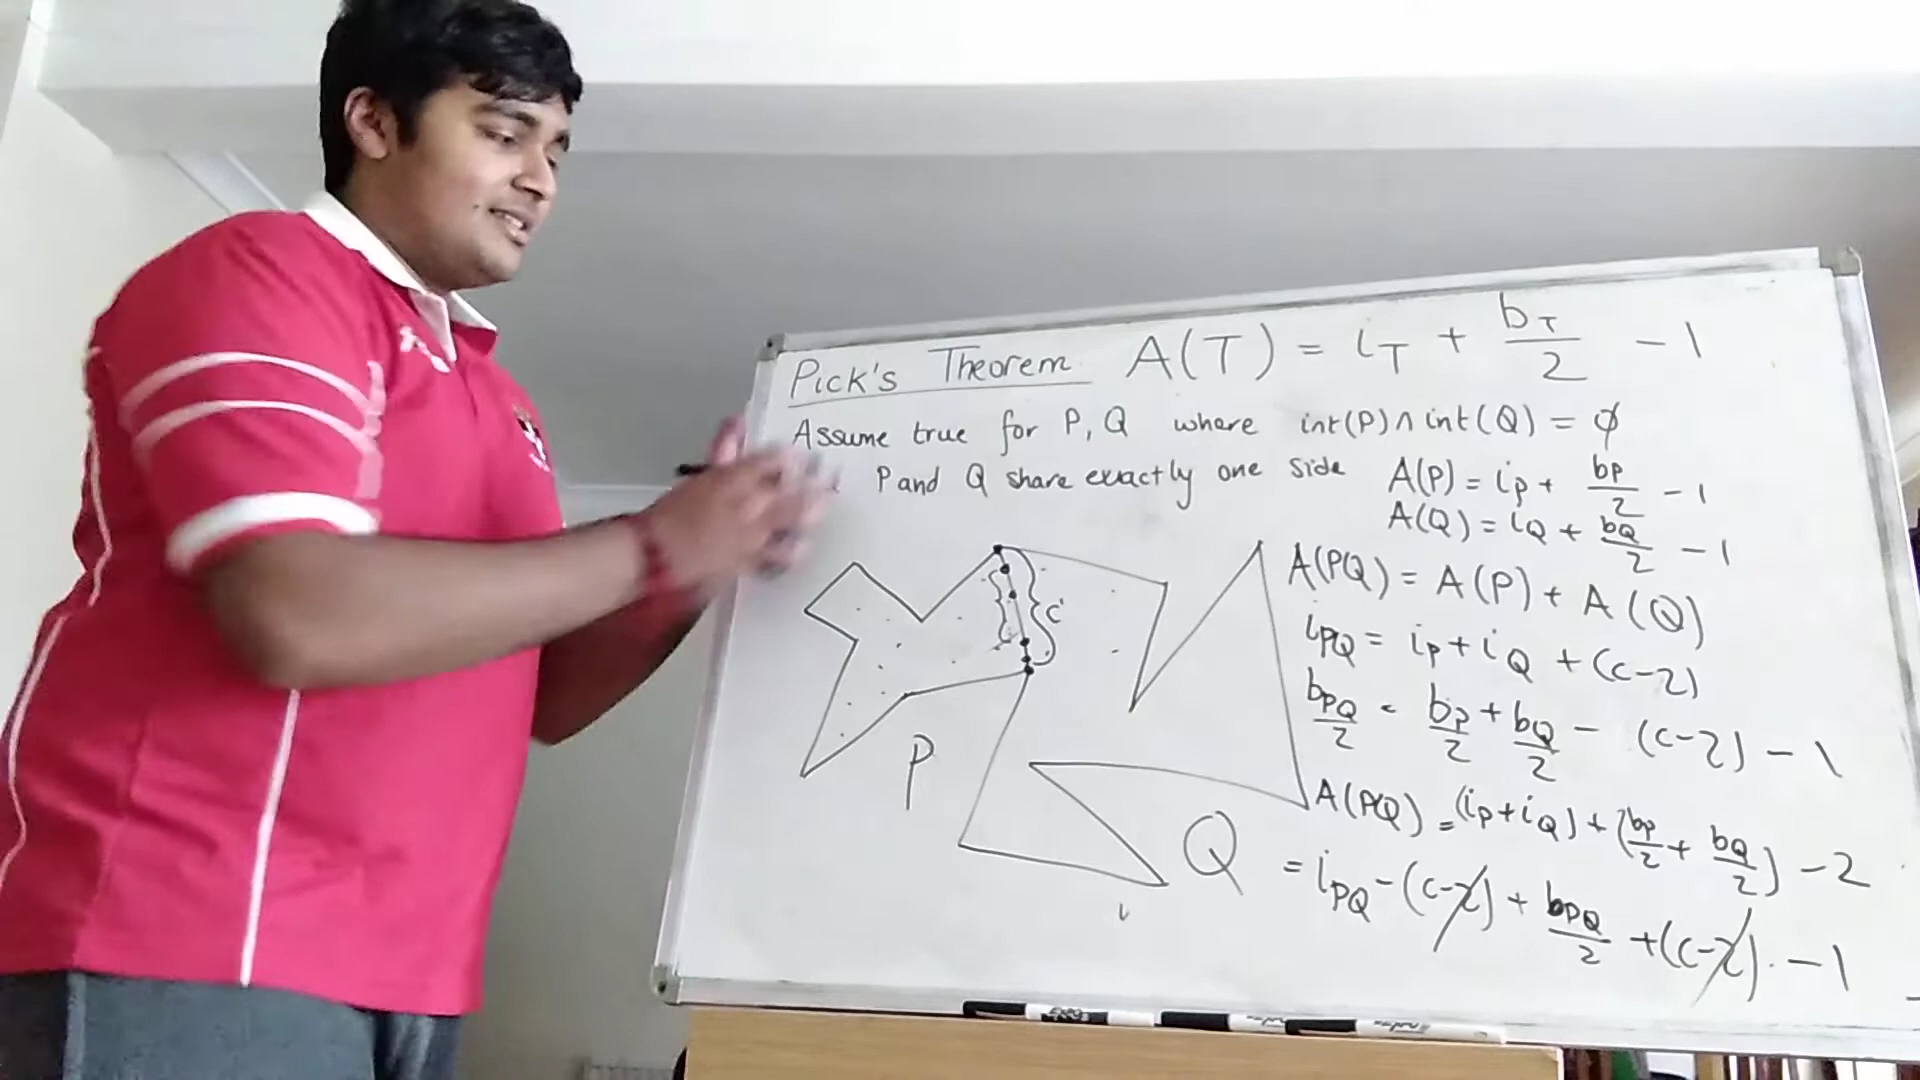 Pick's Theorem A(T) = i_T + b_T/2 - 1
Assume true for P, Q where int(P) ∩ int(Q) = ∅
P and Q share exactly one side
A(P) = i_P + b_P/2 - 1
A(Q) = i_Q + b_Q/2 - 1
A(PQ) = A(P) + A(Q)
i_PQ = i_P + i_Q + (c-2)
b_PQ/2 = b_P/2 + b_Q/2 - (c-2) - 1
A(PQ) = (i_P + i_Q) + (b_P/2 + b_Q/2) - 2
= i_PQ - (c-2) + b_PQ/2 + (c-2) - 1
c
P
Q